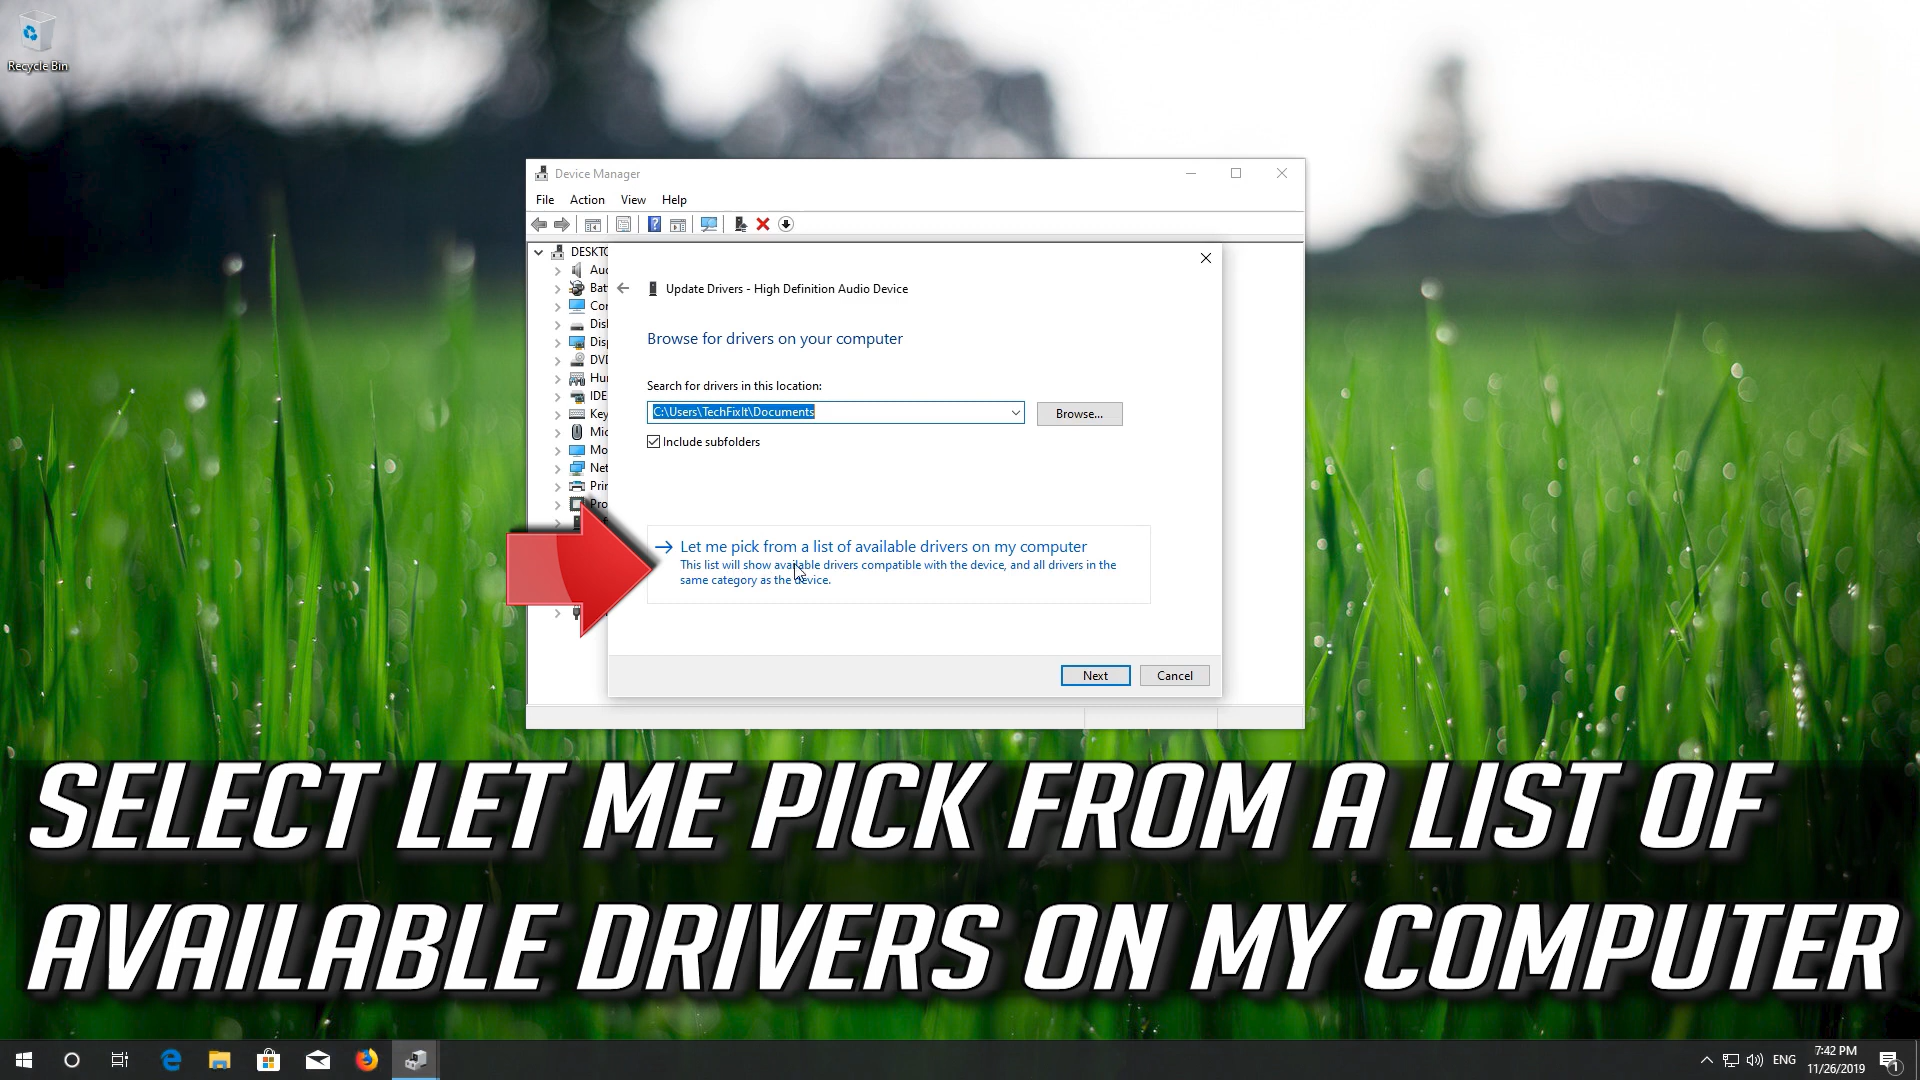 Recycle Bin
Device Manager
File Action View Help
Update Drivers - High Definition Audio Device
Browse for drivers on your computer
Search for drivers in this location:
C:\Users\TechFixIt\Documents
Browse...
Include subfolders
Let me pick from a list of available drivers on my computer
This list will show available drivers compatible with the device, and all drivers in the
same category as the device.
Next Cancel
SELECT LET ME PICK FROM A LIST OF
AVAILABLE DRIVERS ON MY COMPUTER
ENG
7:42 PM
11/26/2019
1